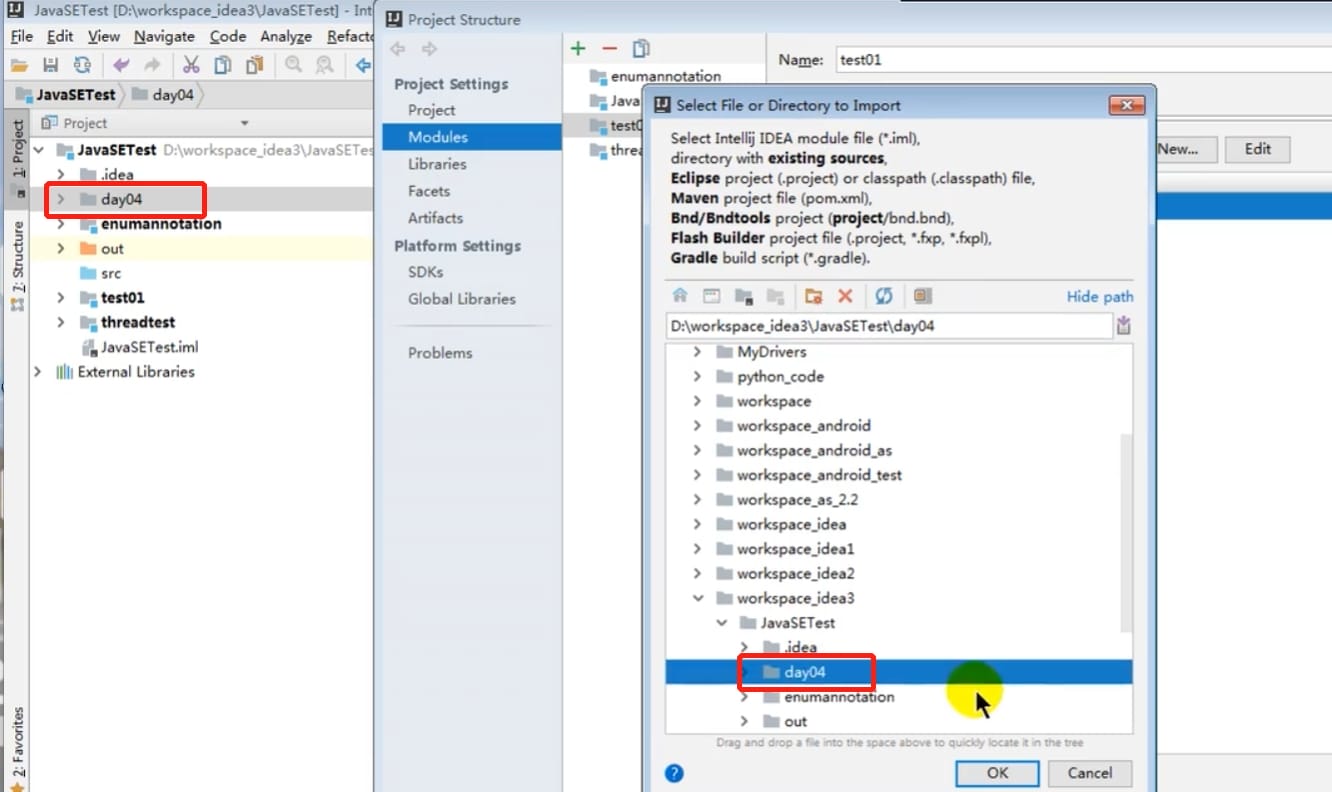 JavaSETest [D:\workspace_idea3\JavaSETest] - Int
File Edit View Navigate Code Analyze Refacto
JavaSETest day04
1: Project
7: Structure
2: Favorites
Project
JavaSETest D:\workspace_idea3\JavaSETes
.idea
day04
enumannotation
out
src
test01
threadtest
JavaSETest.iml
External Libraries
Project Structure
Project Settings
Project
Modules
Libraries
Facets
Artifacts
Platform Settings
SDKs
Global Libraries
Problems
enumannotation
Java
test0
threa
Name: test01
New... Edit
Select File or Directory to Import
Select Intellij IDEA module file (*.iml),
directory with existing sources,
Eclipse project (.project) or classpath (.classpath) file,
Maven project file (pom.xml),
Bnd/Bndtools project (project/bnd.bnd),
Flash Builder project file (.project, *.fxp, *.fxpl),
Gradle build script (*.gradle).
Hide path
D:\workspace_idea3\JavaSETest\day04
MyDrivers
python_code
workspace
workspace_android
workspace_android_as
workspace_android_test
workspace_as_2.2
workspace_idea
workspace_idea1
workspace_idea2
workspace_idea3
JavaSETest
.idea
day04
enumannotation
out
Drag and drop a file into the space above to quickly locate it in the tree
? OK Cancel